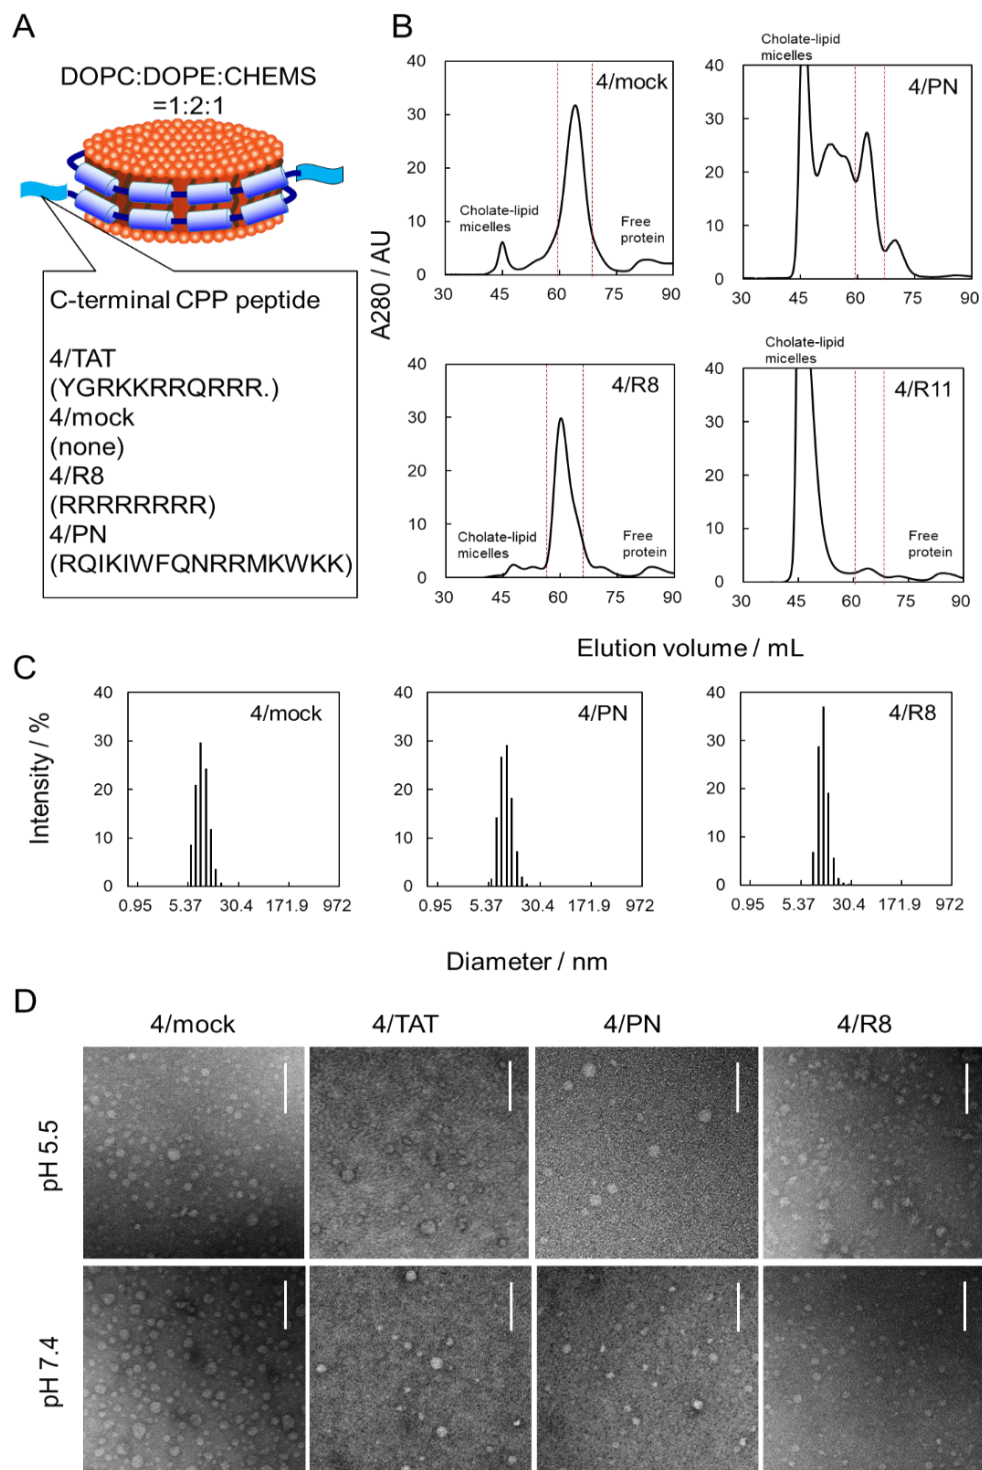 A
DOPC:DOPE:CHEMS
=1:2:1
C-terminal CPP peptide
4/TAT
(YGRKKRRQRRR.)
4/mock
(none)
4/R8
(RRRRRRRR)
4/PN
(RQIKIWFQNRRMKWKK)
B
A280 / AU
40
30
20
10
0
30 45 60 75 90
4/mock
Cholate-lipid
micelles
Free
protein
Cholate-lipid
micelles
40
30
20
10
0
30 45 60 75 90
4/PN
40
30
20
10
0
30 45 60 75 90
4/R8
Cholate-lipid
micelles
Free
protein
Cholate-lipid
micelles
40
30
20
10
0
30 45 60 75 90
4/R11
Free
protein
Elution volume / mL
C
Intensity / %
40
30
20
10
0
0.95 5.37 30.4 171.9 972
4/mock
40
30
20
10
0
0.95 5.37 30.4 171.9 972
4/PN
40
30
20
10
0
0.95 5.37 30.4 171.9 972
4/R8
Diameter / nm
D
4/mock 4/TAT 4/PN 4/R8
pH 5.5
pH 7.4